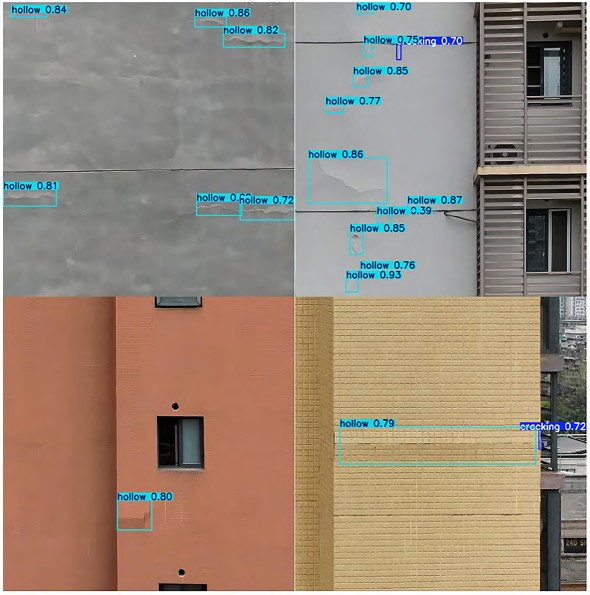 hollow 0.84
hollow 0.86
hollow 0.82
hollow 0.81
hollow
hollow 0.72
hollow 0.70
hollow 0.75
cracking 0.70
hollow 0.85
hollow 0.77
hollow 0.86
hollow 0.87
hollow 0.39
hollow 0.85
hollow 0.76
hollow 0.93
hollow 0.80
hollow 0.79
cracking 0.72